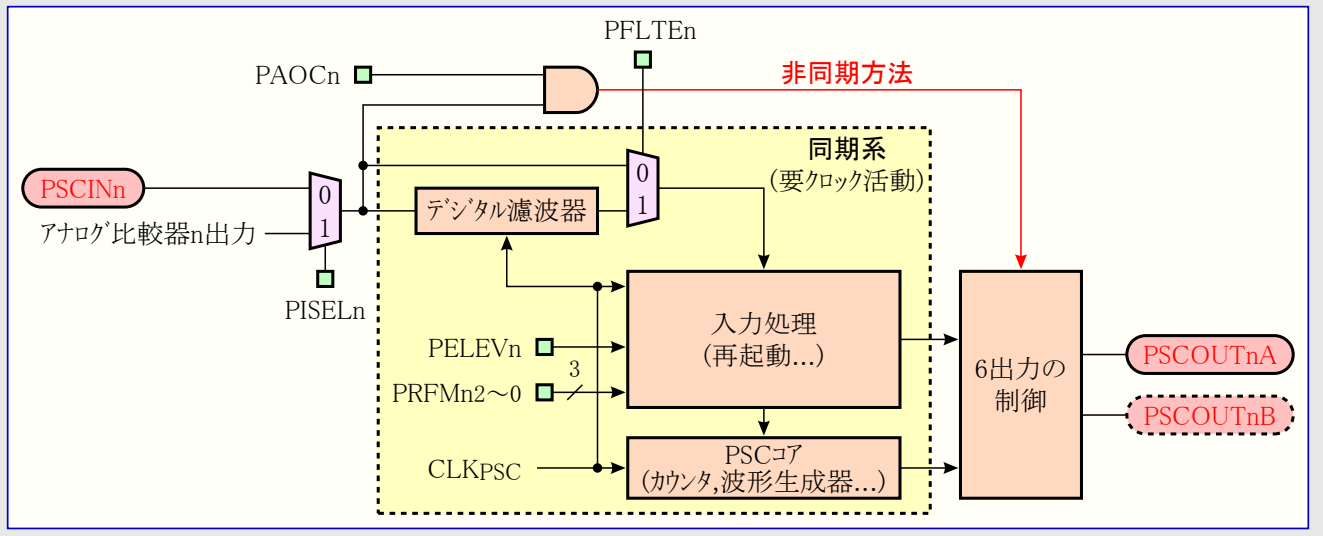 PFLTEn
PAOCn
非同期方法
同期系
(要クロック活動)
PSCINn
0
1
0
1
デジタル濾波器
アナログ比較器n出力
PISELn
入力処理
(再起動...)
PELEVn
3
PRFMn2～0
6出力の
制御
PSCOUTnA
PSCOUTnB
CLKPSC
PSCコア
(カウンタ,波形生成器...)